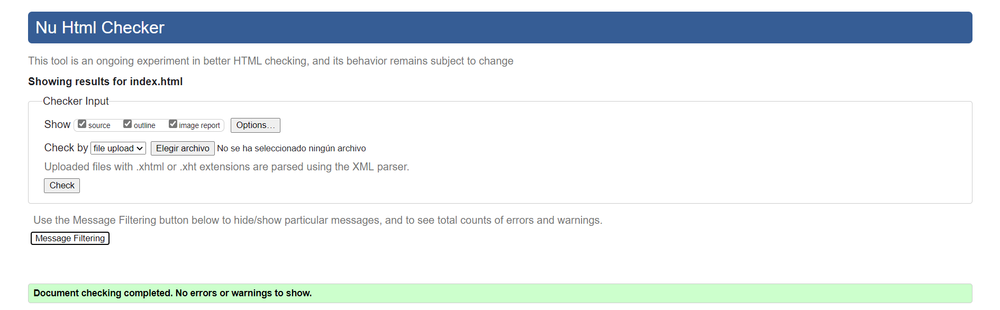 Nu Html Checker
This tool is an ongoing experiment in better HTML checking, and its behavior remains subject to change
Showing results for index.html
Checker Input
Show source outline image report Options...
Check by file upload Elegir archivo No se ha seleccionado ningún archivo
Uploaded files with .xhtml or .xht extensions are parsed using the XML parser.
Check
Use the Message Filtering button below to hide/show particular messages, and to see total counts of errors and warnings.
Message Filtering
Document checking completed. No errors or warnings to show.